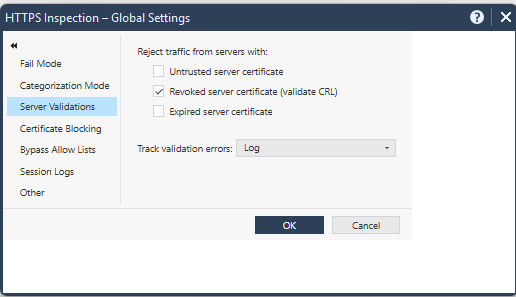 HTTPS Inspection – Global Settings
?
Fail Mode
Categorization Mode
Server Validations
Certificate Blocking
Bypass Allow Lists
Session Logs
Other
Reject traffic from servers with:
Untrusted server certificate
Revoked server certificate (validate CRL)
Expired server certificate
Track validation errors: Log
OK Cancel